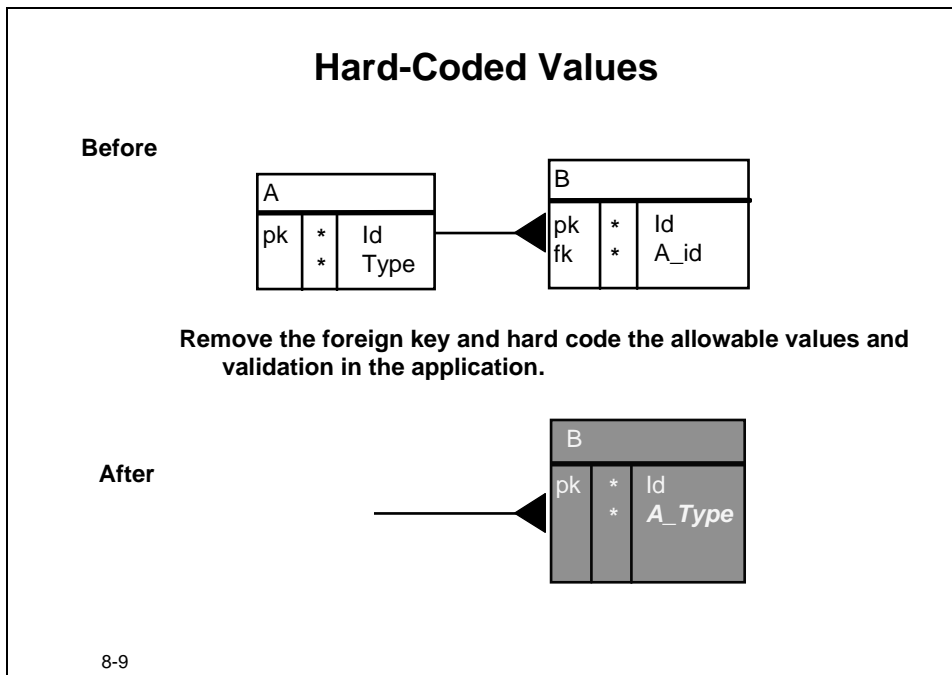 Hard-Coded Values
Before
A
pk * Id
* Type
B
pk * Id
fk * A_id
Remove the foreign key and hard code the allowable values and
validation in the application.
After
B
pk * Id
* A_Type
8-9